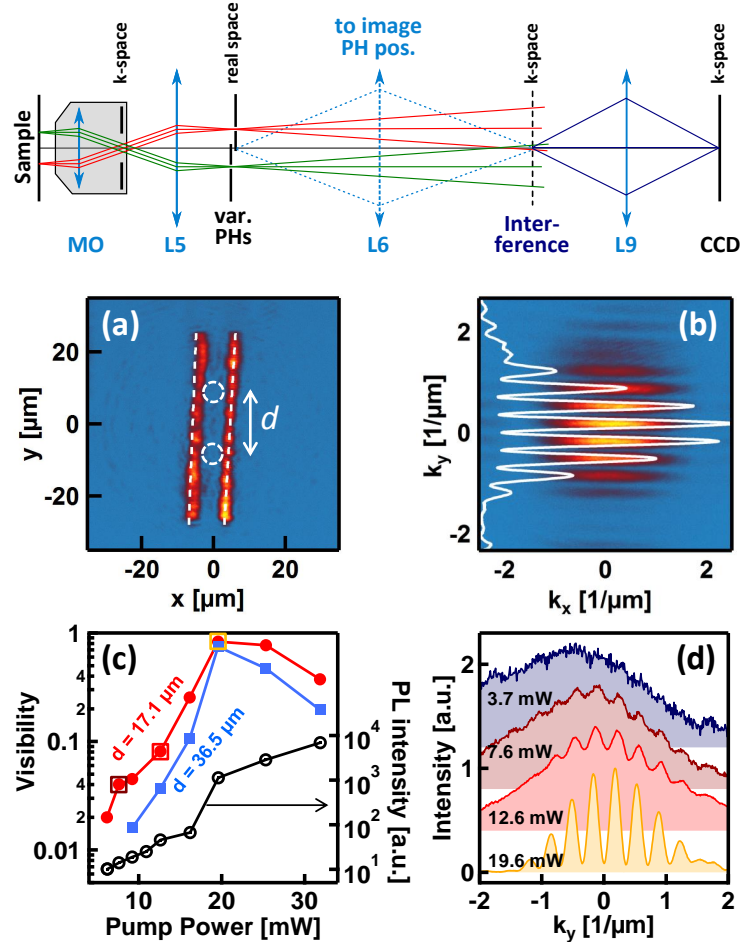 to image
PH pos.
k-space
real space
k-space
k-space
Sample
var.
PHs
Inter-
ference
MO
L5
L6
L9
CCD
(a)
d
20
0
-20
y [µm]
-20
0
20
x [µm]
(b)
2
0
-2
k_y [1/µm]
-2
0
2
k_x [1/µm]
(c)
d = 17.1 µm
d = 36.5 µm
1
4
2
0.1
4
2
0.01
Visibility
10^4
10^3
10^2
10^1
PL intensity [a.u.]
10
20
30
Pump Power [mW]
(d)
3.7 mW
7.6 mW
12.6 mW
19.6 mW
2
1
0
Intensity [a.u.]
-2
-1
0
1
2
k_y [1/µm]